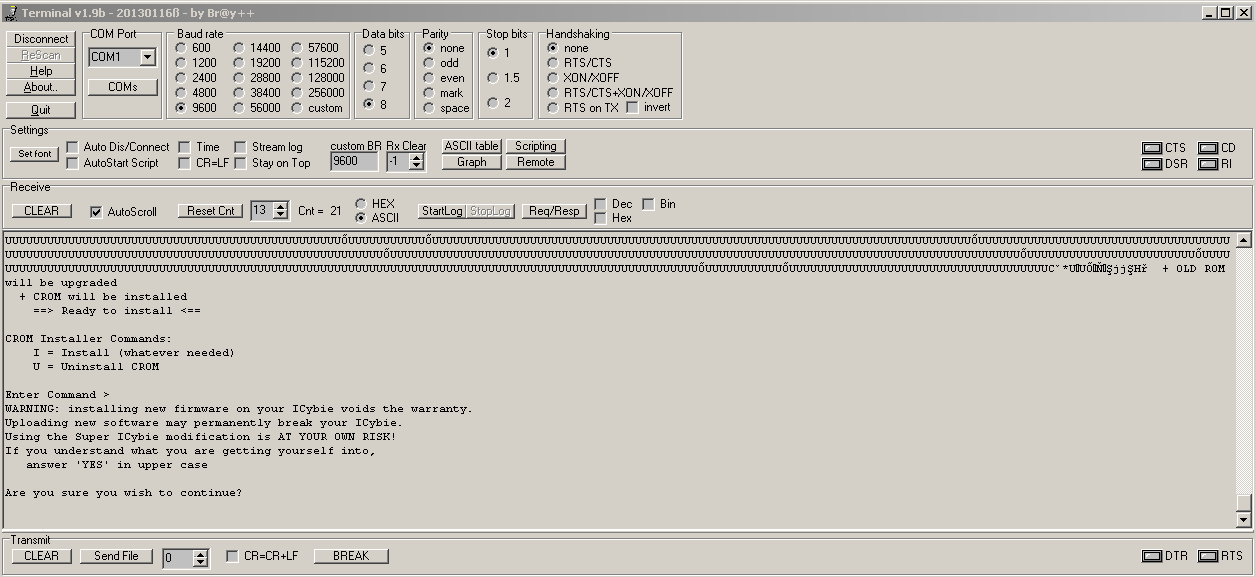 Terminal v1.9b - 20130116ß - by Br@y++
Disconnect
ReScan
Help
About..
Quit
COM Port
COM1
COMs
Baud rate
600 14400 57600
1200 19200 115200
2400 28800 128000
4800 38400 256000
9600 56000 custom
Data bits
5
6
7
8
Parity
none
odd
even
mark
space
Stop bits
1
1.5
2
Handshaking
none
RTS/CTS
XON/XOFF
RTS/CTS+XON/XOFF
RTS on TX invert
Settings
Set font
Auto Dis/Connect Time Stream log
AutoStart Script CR=LF Stay on Top
custom BR Rx Clear
9600 -1
ASCII table Scripting
Graph Remote
CTS CD
DSR RI
Receive
CLEAR AutoScroll Reset Cnt 13 Cnt = 21
HEX
ASCII
StartLog StopLog Req/Resp
Dec Bin
Hex
+ OLD ROM
will be upgraded
+ CROM will be installed
==> Ready to install <==
CROM Installer Commands:
I = Install (whatever needed)
U = Uninstall CROM
Enter Command >
WARNING: installing new firmware on your ICybie voids the warranty.
Uploading new software may permanently break your ICybie.
Using the Super ICybie modification is AT YOUR OWN RISK!
If you understand what you are getting yourself into,
answer 'YES' in upper case
Are you sure you wish to continue?
Transmit
CLEAR Send File 0 CR=CR+LF BREAK
DTR RTS